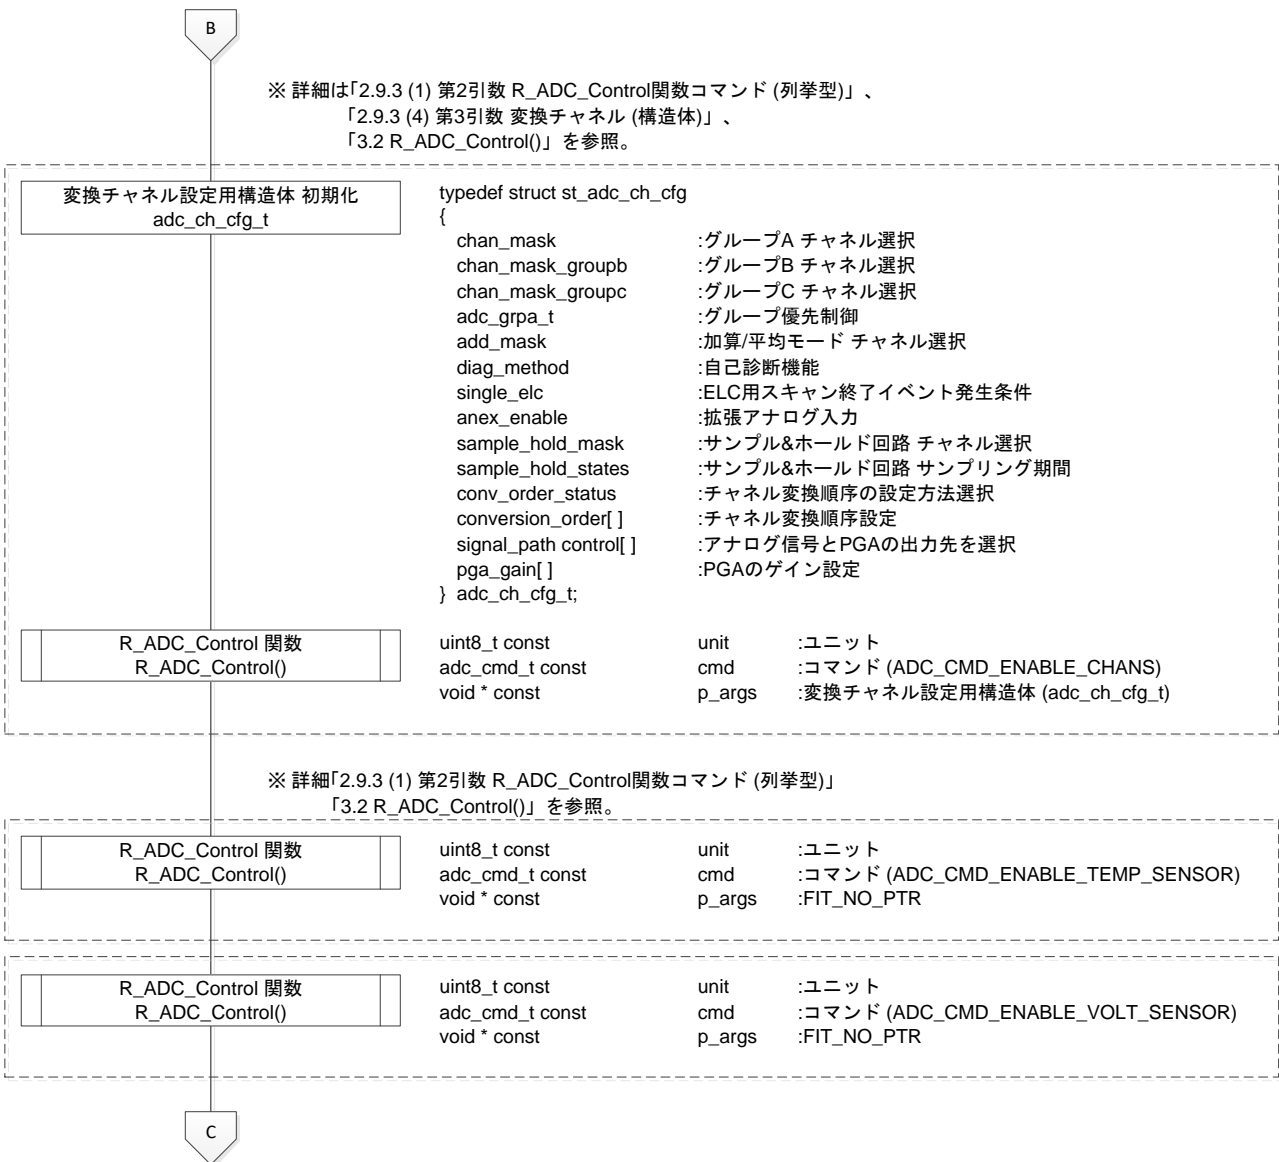 B
※ 詳細は「2.9.3 (1) 第2引数 R_ADC_Control関数コマンド (列挙型)」、
「2.9.3 (4) 第3引数 変換チャネル (構造体)」、
「3.2 R_ADC_Control()」を参照。
変換チャネル設定用構造体 初期化
adc_ch_cfg_t
typedef struct st_adc_ch_cfg
{
chan_mask :グループA チャネル選択
chan_mask_groupb :グループB チャネル選択
chan_mask_groupc :グループC チャネル選択
adc_grpa_t :グループ優先制御
add_mask :加算/平均モード チャネル選択
diag_method :自己診断機能
single_elc :ELC用スキャン終了イベント発生条件
anex_enable :拡張アナログ入力
sample_hold_mask :サンプル&ホールド回路 チャネル選択
sample_hold_states :サンプル&ホールド回路 サンプリング期間
conv_order_status :チャネル変換順序の設定方法選択
conversion_order[ ] :チャネル変換順序設定
signal_path control[ ] :アナログ信号とPGAの出力先を選択
pga_gain[ ] :PGAのゲイン設定
} adc_ch_cfg_t;
R_ADC_Control 関数
R_ADC_Control()
uint8_t const unit :ユニット
adc_cmd_t const cmd :コマンド (ADC_CMD_ENABLE_CHANS)
void * const p_args :変換チャネル設定用構造体 (adc_ch_cfg_t)
※ 詳細「2.9.3 (1) 第2引数 R_ADC_Control関数コマンド (列挙型)」
「3.2 R_ADC_Control()」を参照。
R_ADC_Control 関数
R_ADC_Control()
uint8_t const unit :ユニット
adc_cmd_t const cmd :コマンド (ADC_CMD_ENABLE_TEMP_SENSOR)
void * const p_args :FIT_NO_PTR
R_ADC_Control 関数
R_ADC_Control()
uint8_t const unit :ユニット
adc_cmd_t const cmd :コマンド (ADC_CMD_ENABLE_VOLT_SENSOR)
void * const p_args :FIT_NO_PTR
C